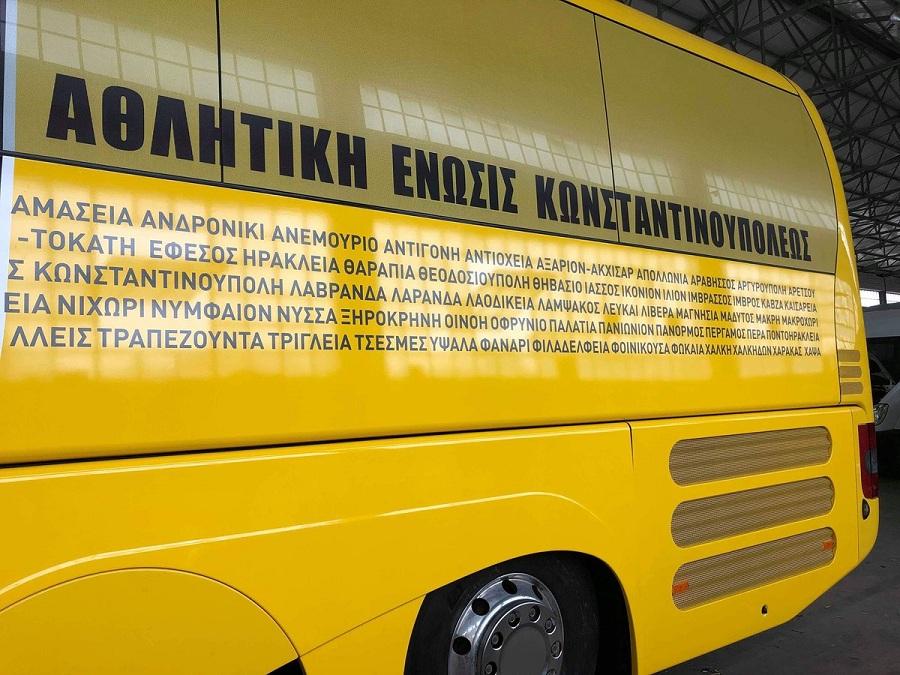 ΑΘΛΗΤΙΚΗ ΕΝΩΣΙΣ ΚΩΝΣΤΑΝΤΙΝΟΥΠΟΛΕΩΣ
ΑΜΑΣΕΙΑ ΑΝΔΡΟΝΙΚΙ ΑΝΕΜΟΥΡΙΟ ΑΝΤΙΓΟΝΗ ΑΝΤΙΟΧΕΙΑ ΑΞΑΡΙΟΝ-ΑΚΧΙΣΑΡ ΑΠΟΛΛΩΝΙΑ ΑΡΑΒΗΣΣΟΣ ΑΡΓΥΡΟΥΠΟΛΗ ΑΡΕΤΣΟΥ
-ΤΟΚΑΤΗ ΕΦΕΣΟΣ ΗΡΑΚΛΕΙΑ ΘΑΡΑΠΙΑ ΘΕΟΔΟΣΙΟΥΠΟΛΗ ΘΗΒΑΣΙΟ ΙΑΣΣΟΣ ΙΚΟΝΙΟΝ ΙΛΙΟΝ ΙΜΒΡΑΣΣΟΣ ΙΜΒΡΟΣ ΚΑΒΖΑ ΚΑΙΣΑΡΕΙΑ
Σ ΚΩΝΣΤΑΝΤΙΝΟΥΠΟΛΗ ΛΑΒΡΑΝΔΑ ΛΑΡΑΝΔΑ ΛΑΟΔΙΚΕΙΑ ΛΑΜΨΑΚΟΣ ΛΕΥΚΑΙ ΛΙΒΕΡΑ ΜΑΓΝΗΣΙΑ ΜΑΔΥΤΟΣ ΜΑΚΡΗ ΜΑΚΡΟΧΩΡΙ
ΕΙΑ ΝΙΧΩΡΙ ΝΥΜΦΑΙΟΝ ΝΥΣΣΑ ΞΗΡΟΚΡΗΝΗ ΟΙΝΟΗ ΟΦΡΥΝΙΟ ΠΑΛΑΤΙΑ ΠΑΝΙΩΝΙΟΝ ΠΑΝΟΡΜΟΣ ΠΕΡΓΑΜΟΣ ΠΕΡΑ ΠΟΝΤΟΗΡΑΚΛΕΙΑ
ΛΛΕΙΣ ΤΡΑΠΕΖΟΥΝΤΑ ΤΡΙΓΛΕΙΑ ΤΣΕΣΜΕΣ ΥΨΑΛΑ ΦΑΝΑΡΙ ΦΙΛΑΔΕΛΦΕΙΑ ΦΟΙΝΙΚΟΥΣΑ ΦΩΚΑΙΑ ΧΑΛΚΗ ΧΑΛΚΗΔΩΝ ΧΑΡΑΚΑΣ ΧΑΨΑ